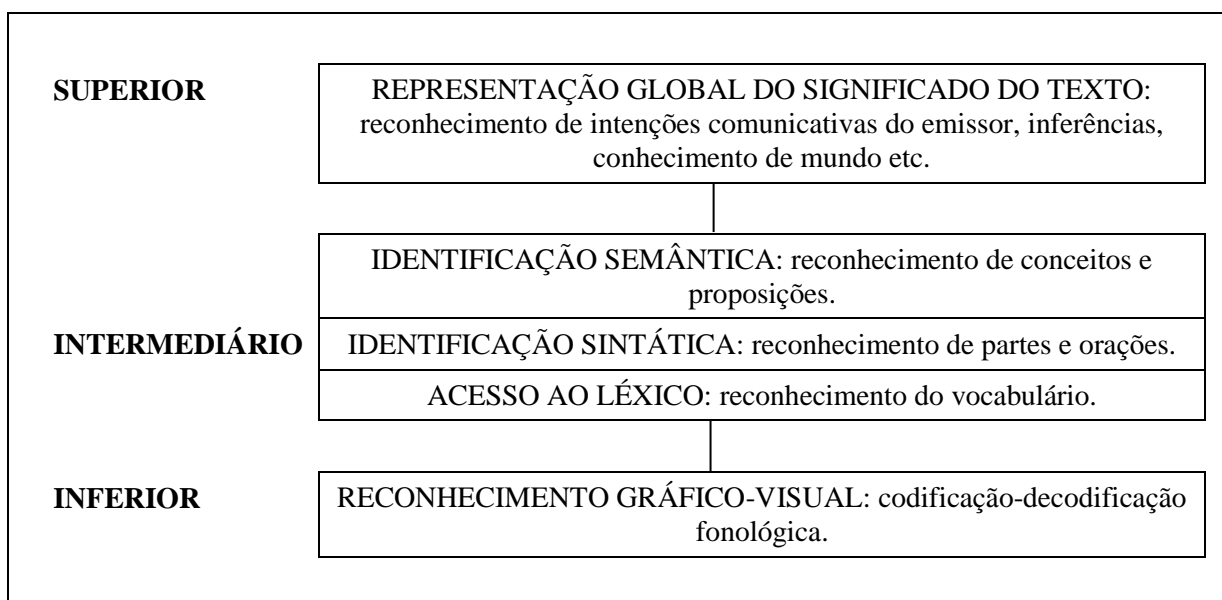 SUPERIOR
REPRESENTAÇÃO GLOBAL DO SIGNIFICADO DO TEXTO:
reconhecimento de intenções comunicativas do emissor, inferências,
conhecimento de mundo etc.
IDENTIFICAÇÃO SEMÂNTICA: reconhecimento de conceitos e
proposições.
INTERMEDIÁRIO
IDENTIFICAÇÃO SINTÁTICA: reconhecimento de partes e orações.
ACESSO AO LÉXICO: reconhecimento do vocabulário.
INFERIOR
RECONHECIMENTO GRÁFICO-VISUAL: codificação-decodificação
fonológica.